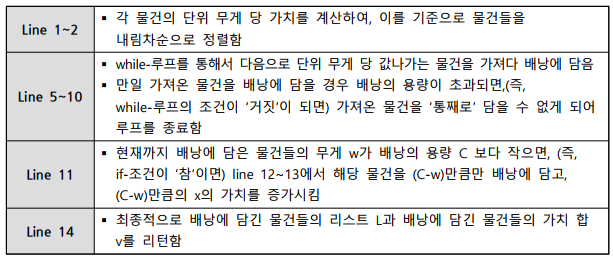 Line 1~2
▪ 각 물건의 단위 무게 당 가치를 계산하여, 이를 기준으로 물건들을
내림차순으로 정렬함
Line 5~10
▪ while-루프를 통해서 다음으로 단위 무게 당 값나가는 물건을 가져다 배낭에 담음
▪ 만일 가져온 물건을 배낭에 담을 경우 배낭의 용량이 초과되면,(즉,
while-루프의 조건이 ‘거짓’이 되면) 가져온 물건을 ‘통째로’ 담을 수 없게 되어
루프를 종료함
Line 11
▪ 현재까지 배낭에 담은 물건들의 무게 w가 배낭의 용량 C 보다 작으면, (즉,
if-조건이 ‘참’이면) line 12~13에서 해당 물건을 (C-w)만큼만 배낭에 담고,
(C-w)만큼의 x의 가치를 증가시킴
Line 14
▪ 최종적으로 배낭에 담긴 물건들의 리스트 L과 배낭에 담긴 물건들의 가치 합
v를 리턴함